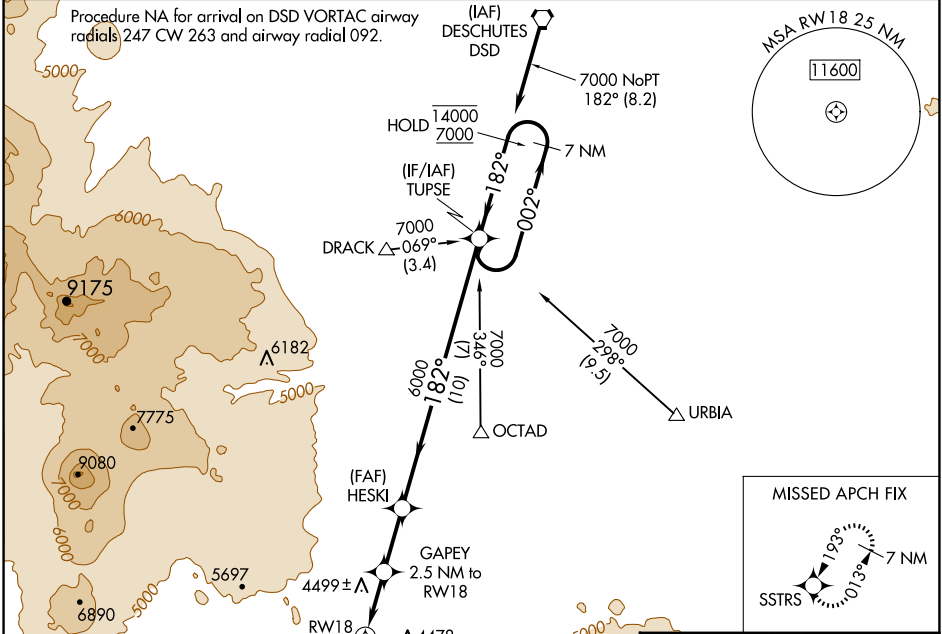 Procedure NA for arrival on DSD VORTAC airway
radials 247 CW 263 and airway radial 092.
(IAF)
DESCHUTES
DSD
7000 NoPT
182° (8.2)
HOLD 14000
7000
7 NM
182°
002°
(IF/IAF)
TUPSE
DRACK
7000
069°
(3.4)
MSA RW18 25 NM
11600
5000
6000
9175
7000
6182
5000
7775
9080
7000
6000
6000
182°
(10)
7000
346°
(7)
OCTAD
7000
298°
(9.5)
URBIA
(FAF)
HESKI
GAPEY
2.5 NM to
RW18
4499±
5697
5000
6890
RW18
4478
5000
MISSED APCH FIX
193°
013°
7 NM
SSTRS